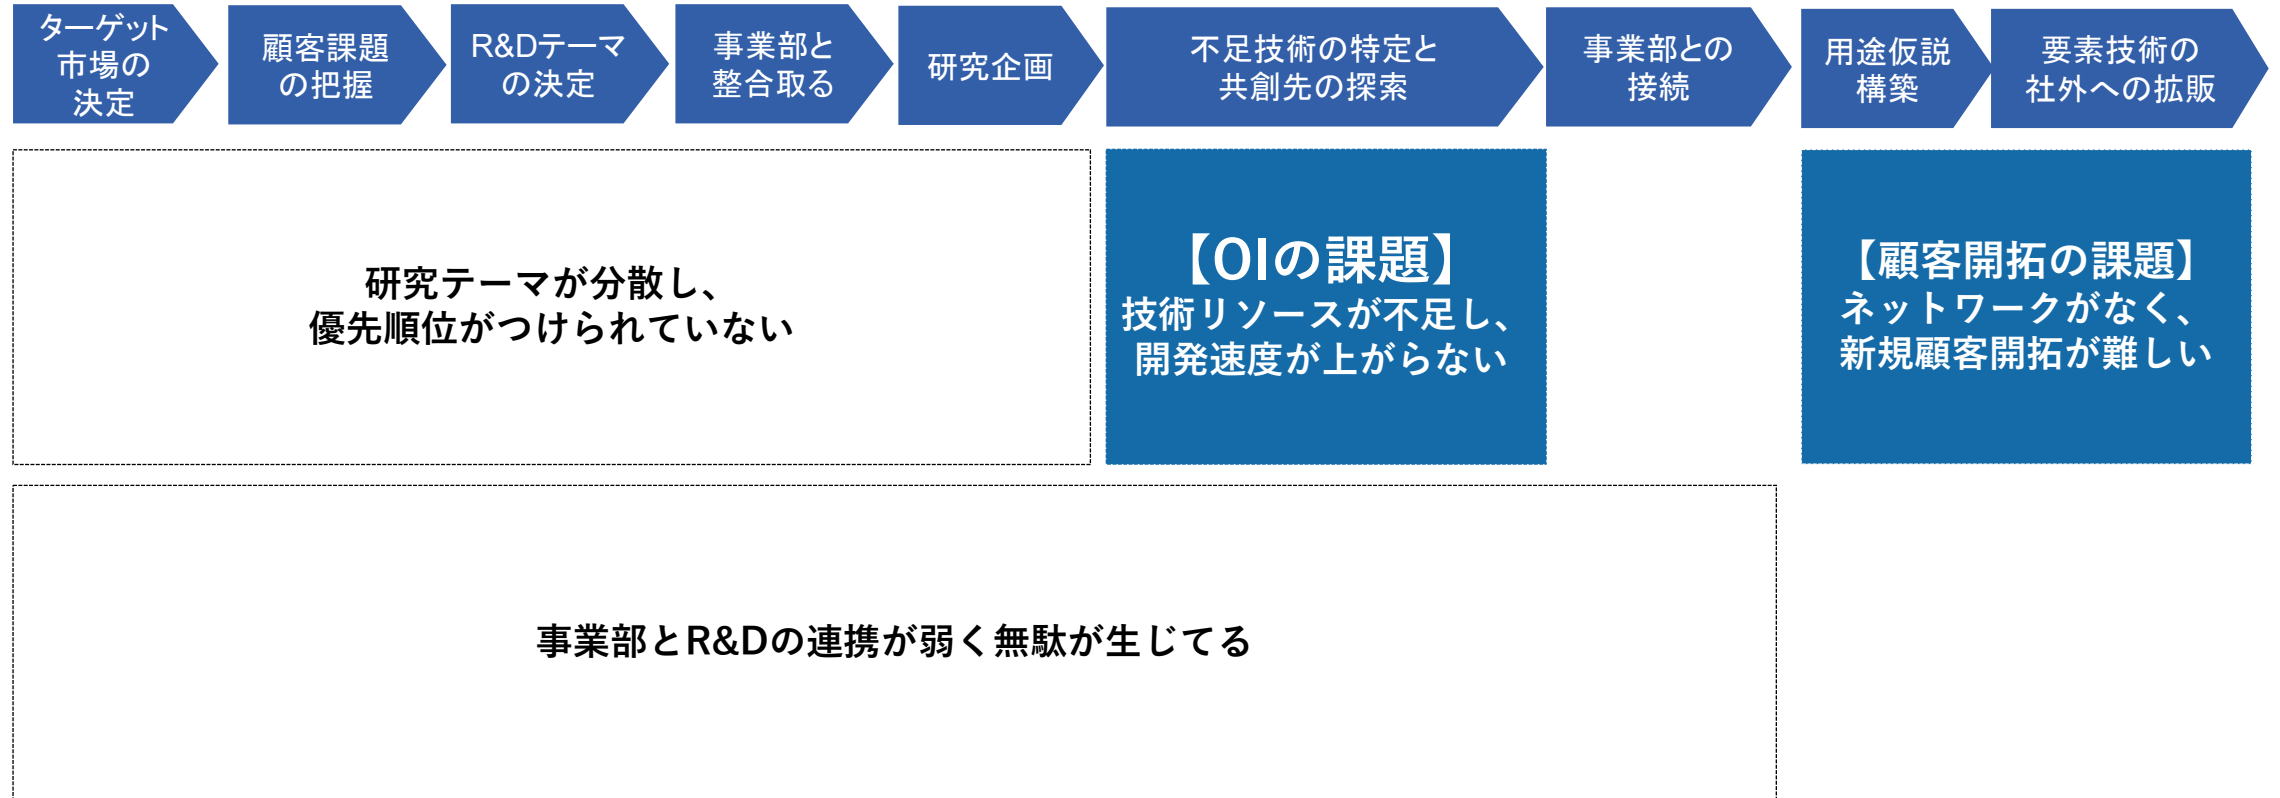 ターゲット
市場の
決定
顧客課題
の把握
R&Dテーマ
の決定
事業部と
整合取る
研究企画
不足技術の特定と
共創先の探索
事業部との
接続
用途仮説
構築
要素技術の
社外への拡販
研究テーマが分散し、
優先順位がつけられていない
【OIの課題】
技術リソースが不足し、
開発速度が上がらない
【顧客開拓の課題】
ネットワークがなく、
新規顧客開拓が難しい
事業部とR&Dの連携が弱く無駄が生じてる